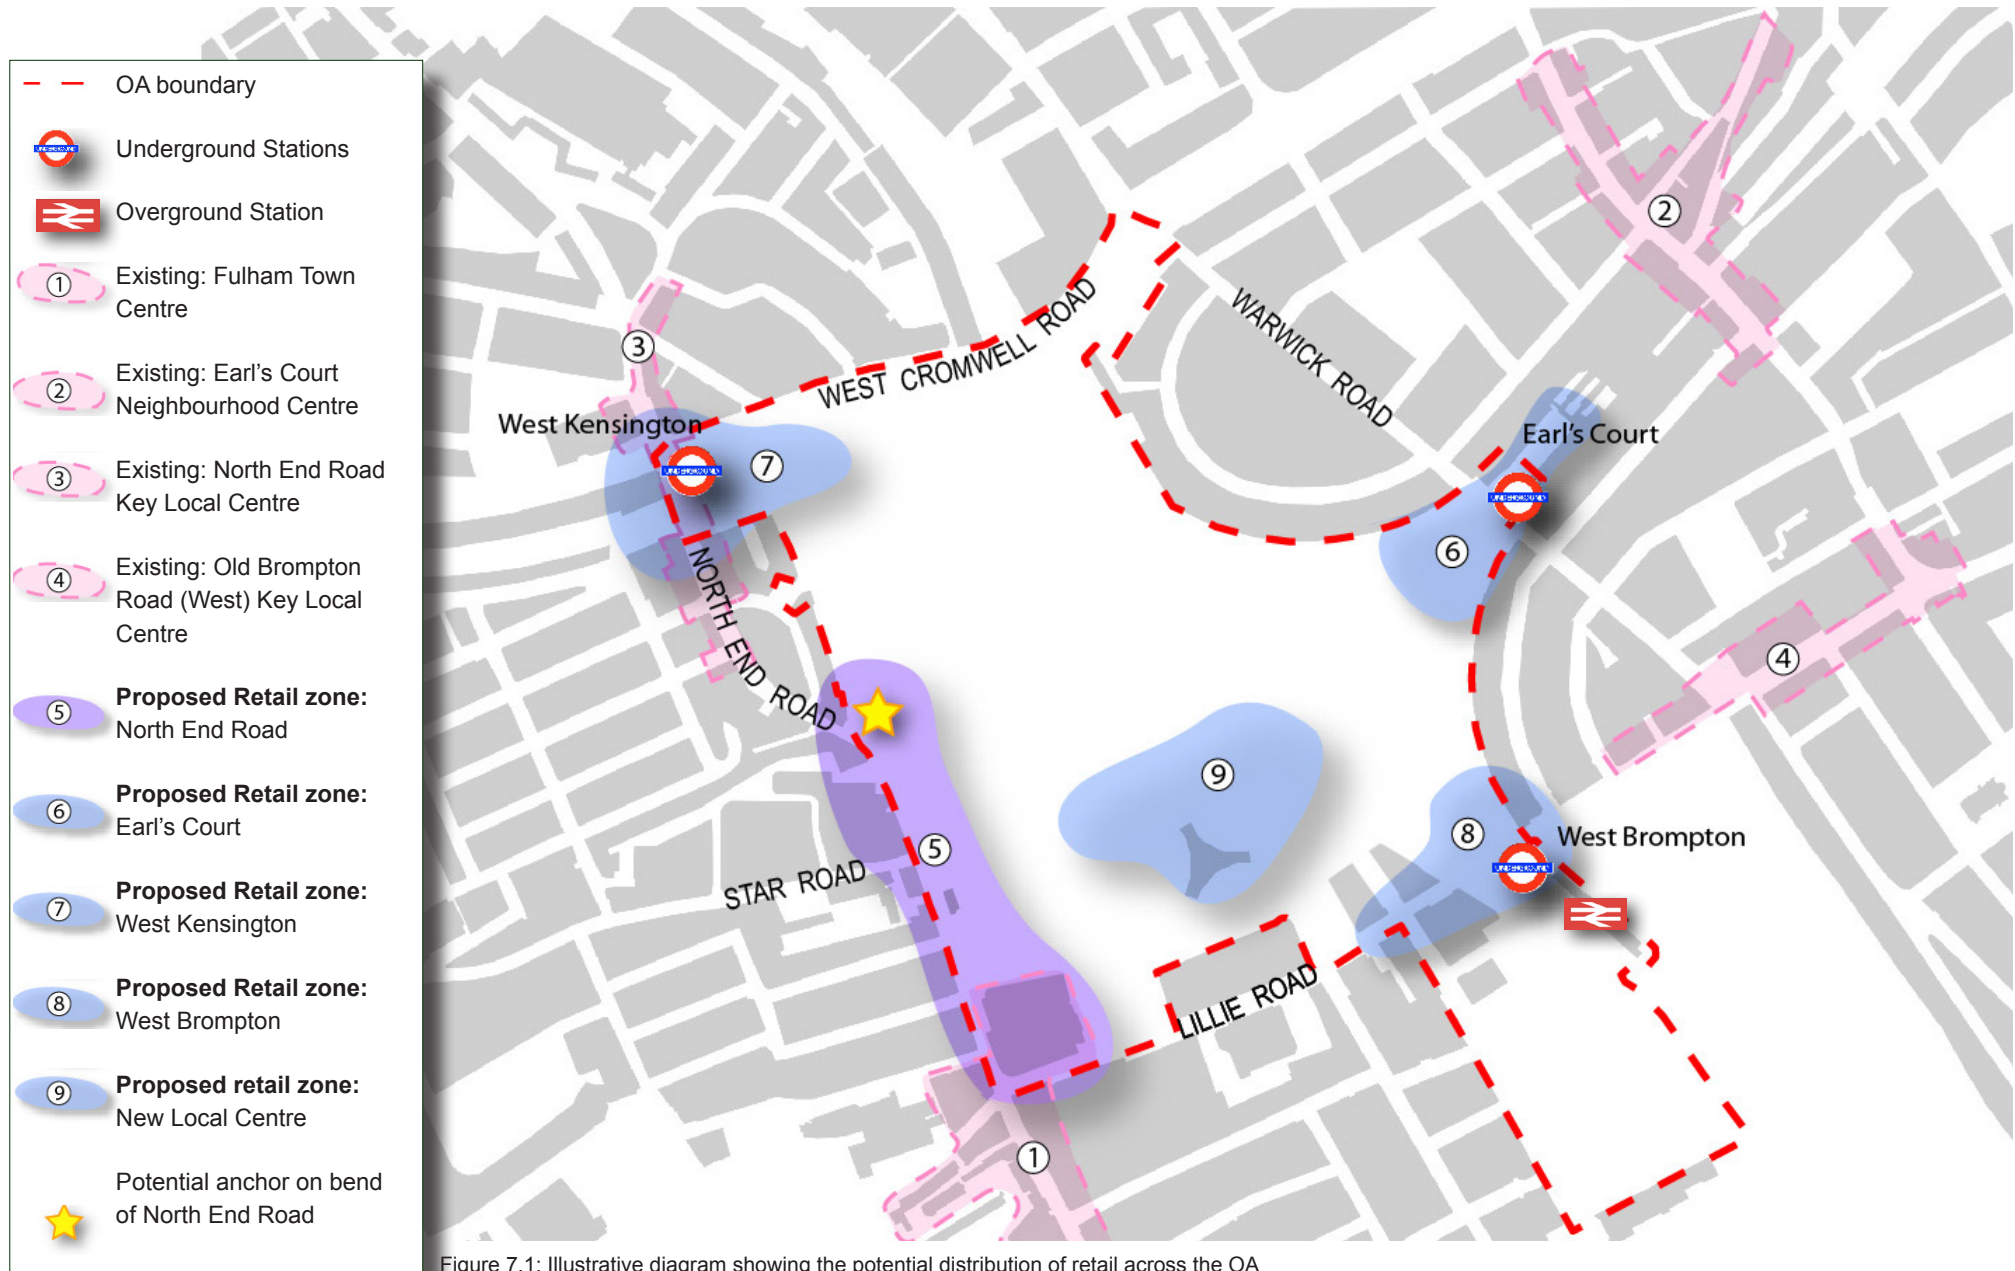 OA boundary
Underground Stations
Overground Station
1
Existing: Fulham Town
Centre
2
Existing: Earl's Court
Neighbourhood Centre
3
Existing: North End Road
Key Local Centre
4
Existing: Old Brompton
Road (West) Key Local
Centre
5
Proposed Retail zone:
North End Road
6
Proposed Retail zone:
Earl's Court
7
Proposed Retail zone:
West Kensington
8
Proposed Retail zone:
West Brompton
9
Proposed retail zone:
New Local Centre
Potential anchor on bend
of North End Road
2
3
WEST CROMWELL ROAD
WARWICK ROAD
West Kensington
7
Earl's Court
6
NORTH END ROAD
4
9
8
West Brompton
5
STAR ROAD
LILLIE ROAD
1
Figure 7.1: Illustrative diagram showing the potential distribution of retail across the OA